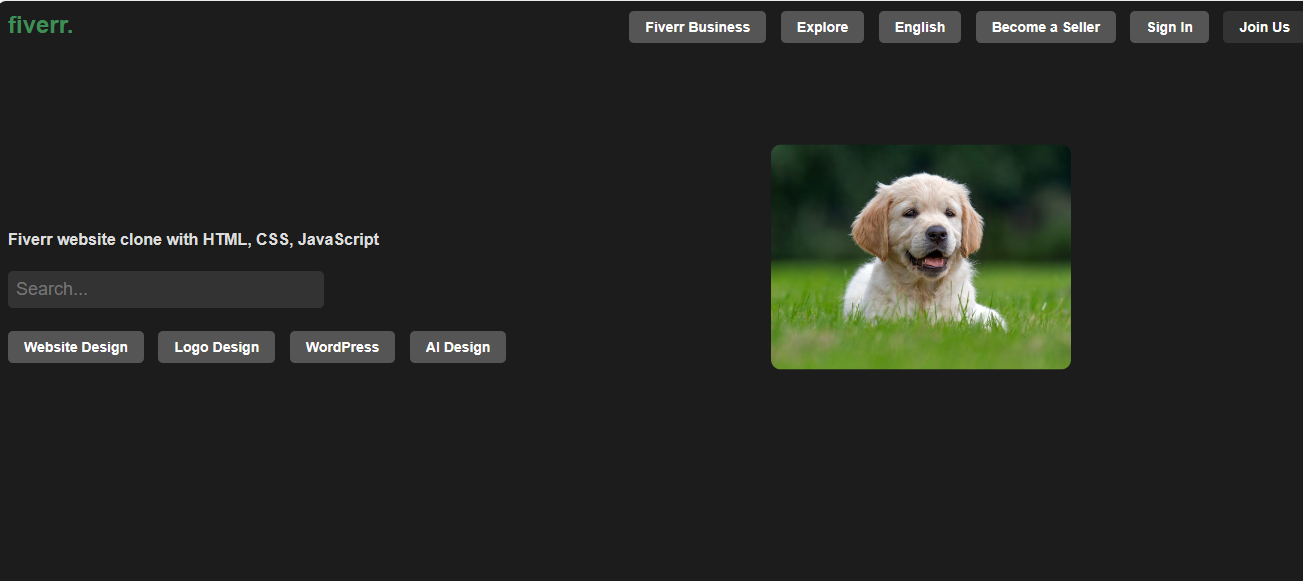 fiverr.
Fiverr Business Explore English Become a Seller Sign In Join Us
Fiverr website clone with HTML, CSS, JavaScript
Search...
Website Design Logo Design WordPress AI Design